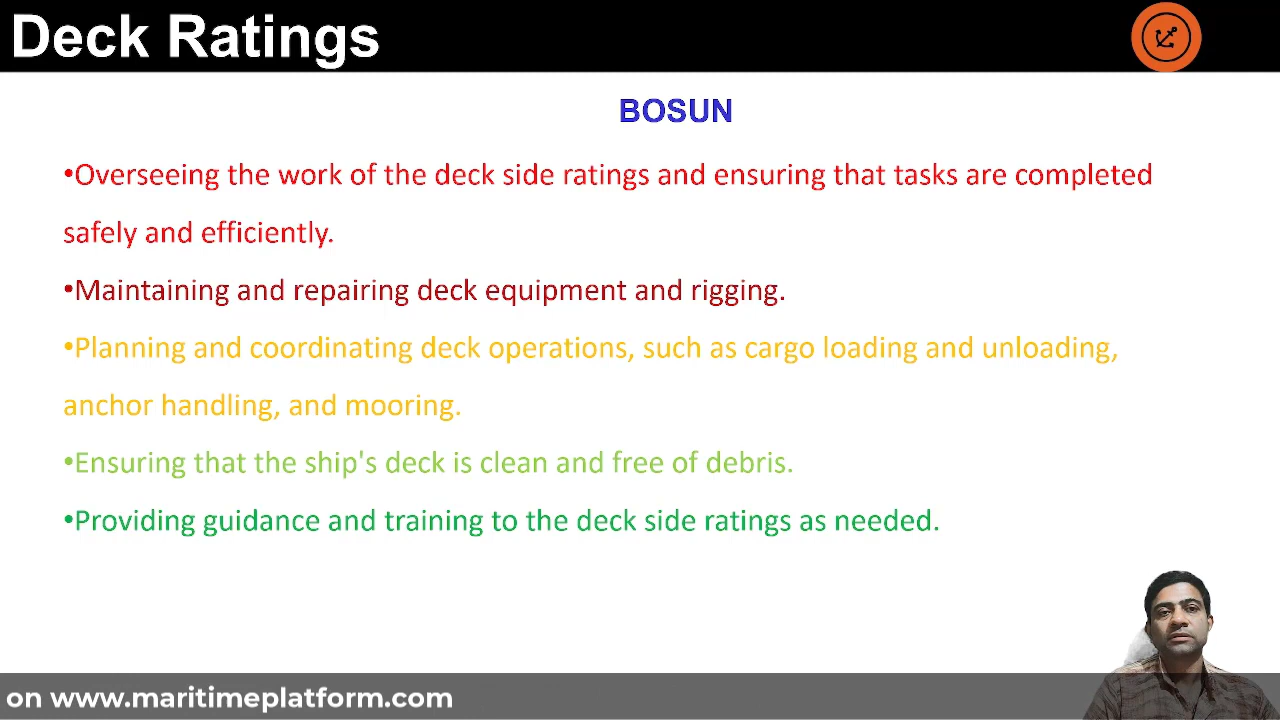 Deck Ratings
BOSUN
•Overseeing the work of the deck side ratings and ensuring that tasks are completed
safely and efficiently.
•Maintaining and repairing deck equipment and rigging.
•Planning and coordinating deck operations, such as cargo loading and unloading,
anchor handling, and mooring.
•Ensuring that the ship's deck is clean and free of debris.
•Providing guidance and training to the deck side ratings as needed.
on www.maritimeplatform.com